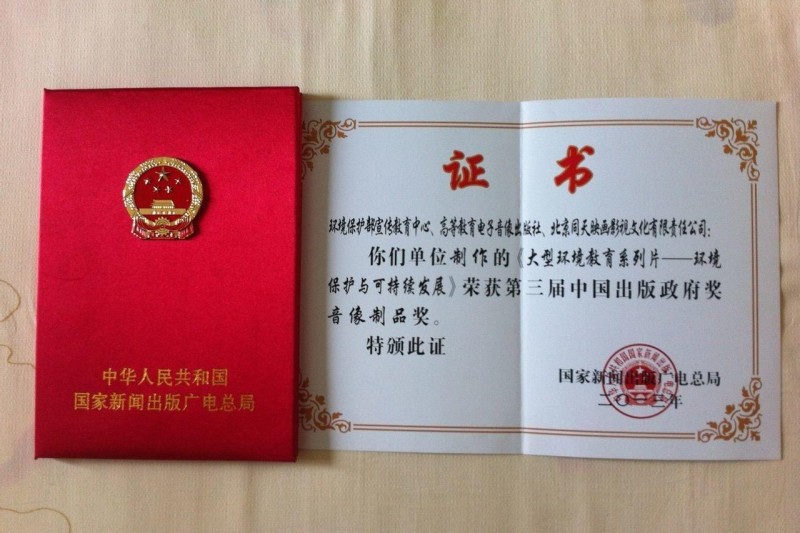 中华人民共和国
国家新闻出版广电总局
证书
环境保护部宣传教育中心、高等教育电子音像出版社、北京同天映画影视文化有限责任公司：
你们单位制作的《大型环境教育系列片——环境
保护与可持续发展》荣获第三届中国出版政府奖
音像制品奖。
特颁此证
国家新闻出版广电总局
二〇一三年